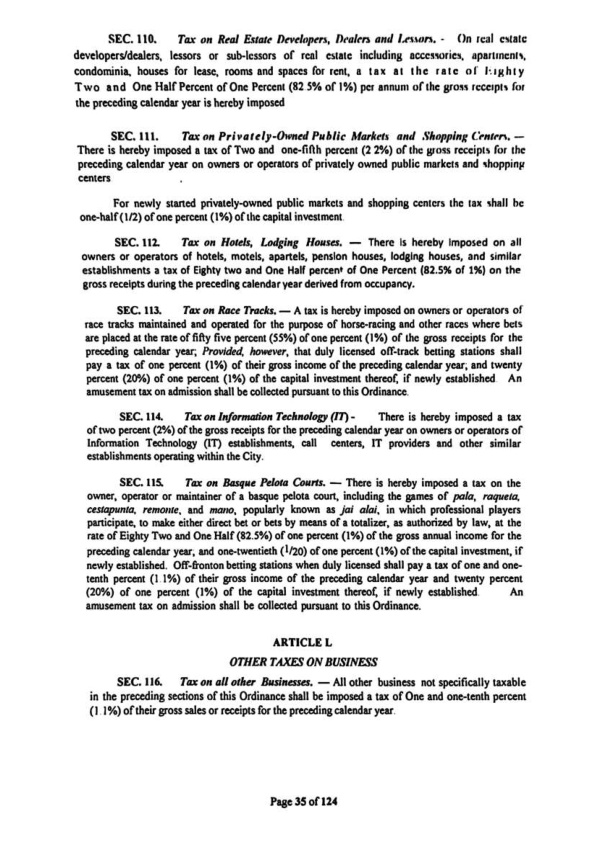 SEC. 110. Tax on Real Estate Developers, Dealers and Lessors. - On real estate
developers/dealers, lessors or sub-lessors of real estate including accessories, apartments,
condominia, houses for lease, rooms and spaces for rent, a tax at the rate of Eighty
Two and One Half Percent of One Percent (82 5% of 1%) per annum of the gross receipts for
the preceding calendar year is hereby imposed
SEC. 111. Tax on Privately-Owned Public Markets and Shopping Centers. —
There is hereby imposed a tax of Two and one-fifth percent (2 2%) of the gross receipts for the
preceding calendar year on owners or operators of privately owned public markets and shopping
centers
For newly started privately-owned public markets and shopping centers the tax shall be
one-half (1/2) of one percent (1%) of the capital investment
SEC. 112. Tax on Hotels, Lodging Houses. — There is hereby imposed on all
owners or operators of hotels, motels, apartels, pension houses, lodging houses, and similar
establishments a tax of Eighty two and One Half percent of One Percent (82.5% of 1%) on the
gross receipts during the preceding calendar year derived from occupancy.
SEC. 113. Tax on Race Tracks. — A tax is hereby imposed on owners or operators of
race tracks maintained and operated for the purpose of horse-racing and other races where bets
are placed at the rate of fifty five percent (55%) of one percent (1%) of the gross receipts for the
preceding calendar year; Provided, however, that duly licensed off-track betting stations shall
pay a tax of one percent (1%) of their gross income of the preceding calendar year; and twenty
percent (20%) of one percent (1%) of the capital investment thereof, if newly established An
amusement tax on admission shall be collected pursuant to this Ordinance.
SEC. 114. Tax on Information Technology (IT) - There is hereby imposed a tax
of two percent (2%) of the gross receipts for the preceding calendar year on owners or operators of
Information Technology (IT) establishments, call centers, IT providers and other similar
establishments operating within the City.
SEC. 115. Tax on Basque Pelota Courts. — There is hereby imposed a tax on the
owner, operator or maintainer of a basque pelota court, including the games of pala, raqueta,
cestapunta, remonte, and mano, popularly known as jai alai, in which professional players
participate, to make either direct bet or bets by means of a totalizer, as authorized by law, at the
rate of Eighty Two and One Half (82.5%) of one percent (1%) of the gross annual income for the
preceding calendar year, and one-twentieth (1/20) of one percent (1%) of the capital investment, if
newly established. Off-fronton betting stations when duly licensed shall pay a tax of one and one-
tenth percent (1 1%) of their gross income of the preceding calendar year and twenty percent
(20%) of one percent (1%) of the capital investment thereof, if newly established An
amusement tax on admission shall be collected pursuant to this Ordinance.
ARTICLE L
OTHER TAXES ON BUSINESS
SEC. 116. Tax on all other Businesses. — All other business not specifically taxable
in the preceding sections of this Ordinance shall be imposed a tax of One and one-tenth percent
(1 1%) of their gross sales or receipts for the preceding calendar year.
Page 35 of 124